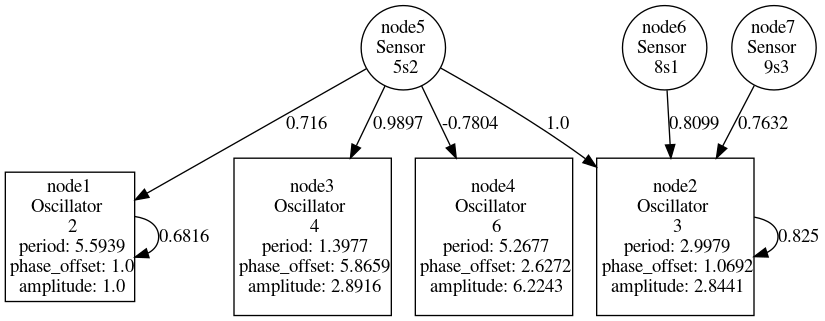 node5
Sensor
5s2
node6
Sensor
8s1
node7
Sensor
9s3
0.716
0.9897
-0.7804
1.0
0.8099
0.7632
node1
Oscillator
2
period: 5.5939
phase_offset: 1.0
amplitude: 1.0
0.6816
node3
Oscillator
4
period: 1.3977
phase_offset: 5.8659
amplitude: 2.8916
node4
Oscillator
6
period: 5.2677
phase_offset: 2.6272
amplitude: 6.2243
node2
Oscillator
3
period: 2.9979
phase_offset: 1.0692
amplitude: 2.8441
0.825